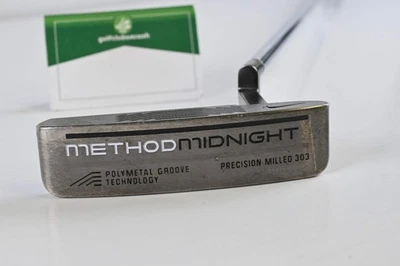 golfclubs4cash
METHOD MIDNIGHT
POLYMETAL GROOVE
TECHNOLOGY
PRECISION MILLED 303